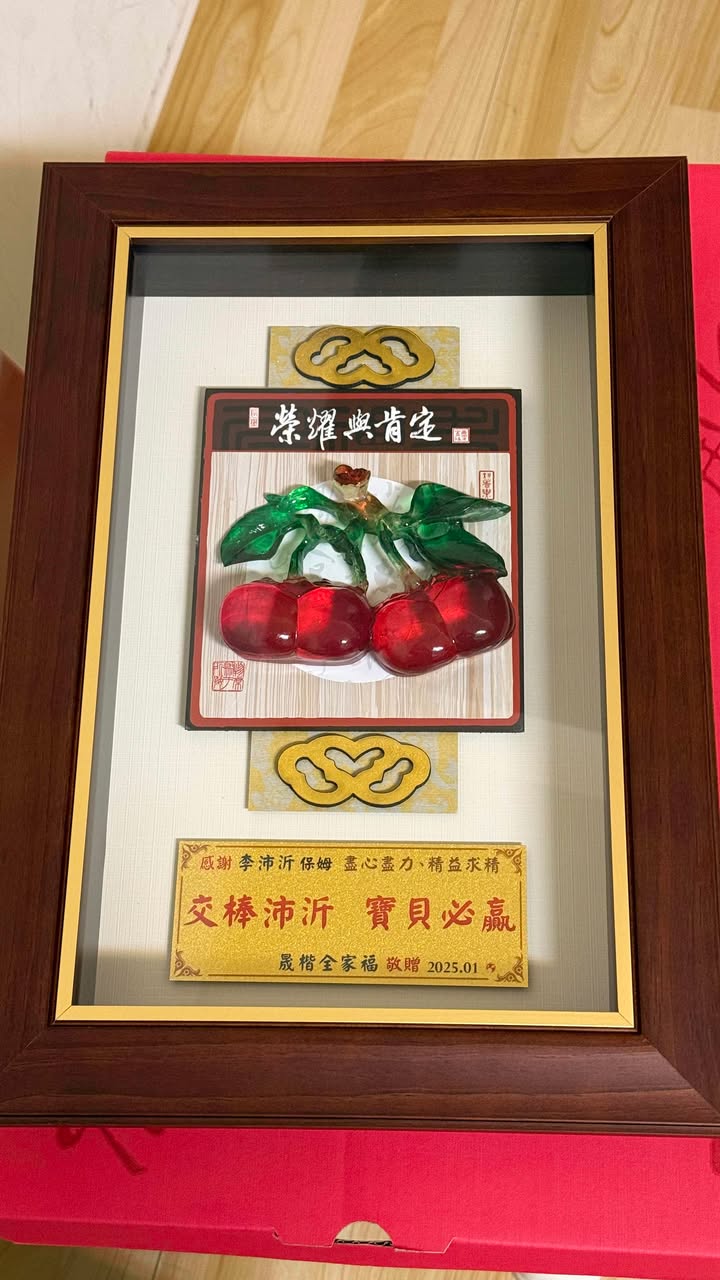 榮耀與肯定
感謝 李沛沂 保姆 盡心盡力、精益求精
交棒沛沂 寶貝必贏
晟楷全家福 敬贈 2025.01